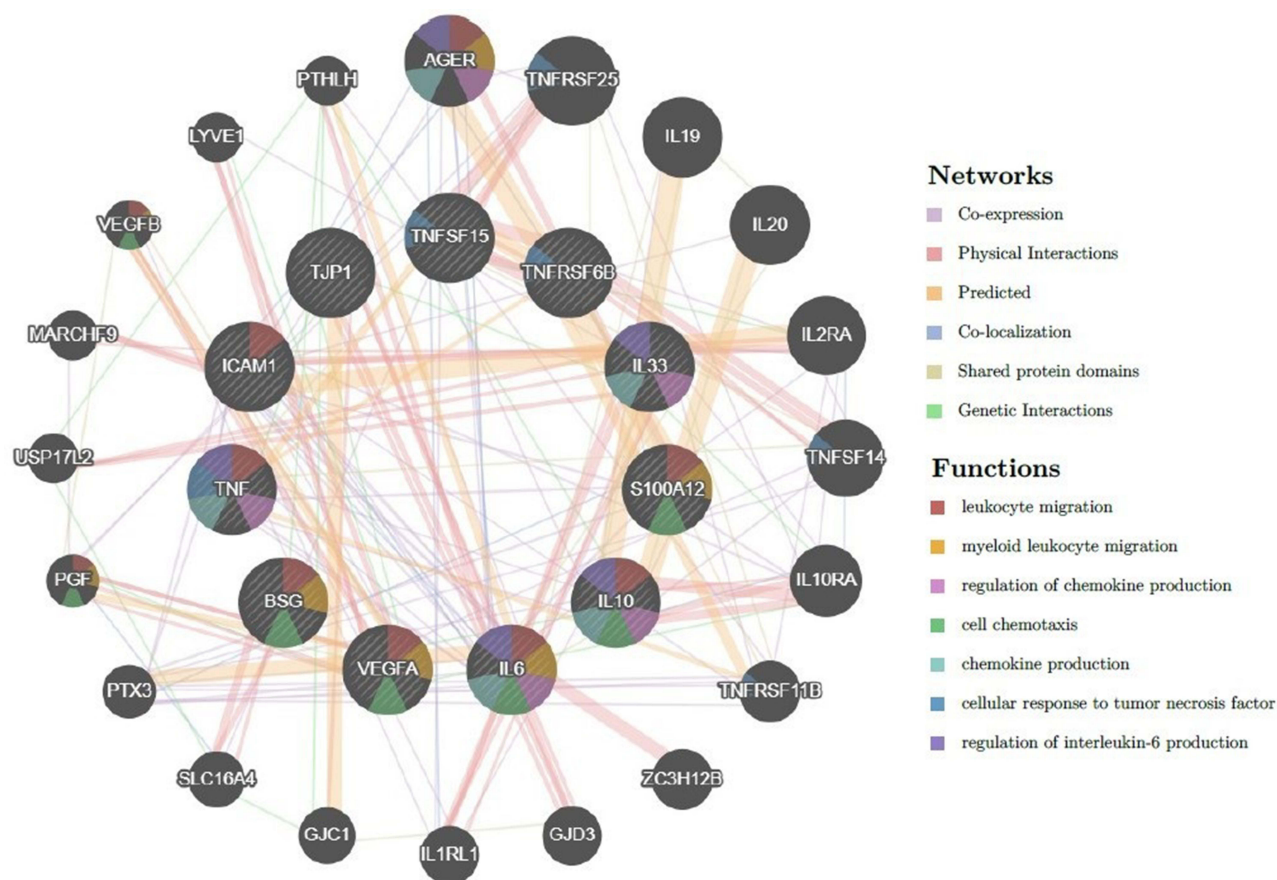 AGER
TNFRSF25
PTHLH
IL19
LYVE1
IL20
VEGFB
TNFSF15
TNFRSF6B
TJP1
MARCHF9
IL2RA
ICAM1
IL33
USP17L2
TNFSF14
TNF
S100A12
PGF
IL10RA
BSG
IL10
VEGFA
IL6
PTX3
TNFRSF11B
SLC16A4
ZC3H12B
GJC1
GJD3
IL1RL1
Networks
Co-expression
Physical Interactions
Predicted
Co-localization
Shared protein domains
Genetic Interactions
Functions
leukocyte migration
myeloid leukocyte migration
regulation of chemokine production
cell chemotaxis
chemokine production
cellular response to tumor necrosis factor
regulation of interleukin-6 production